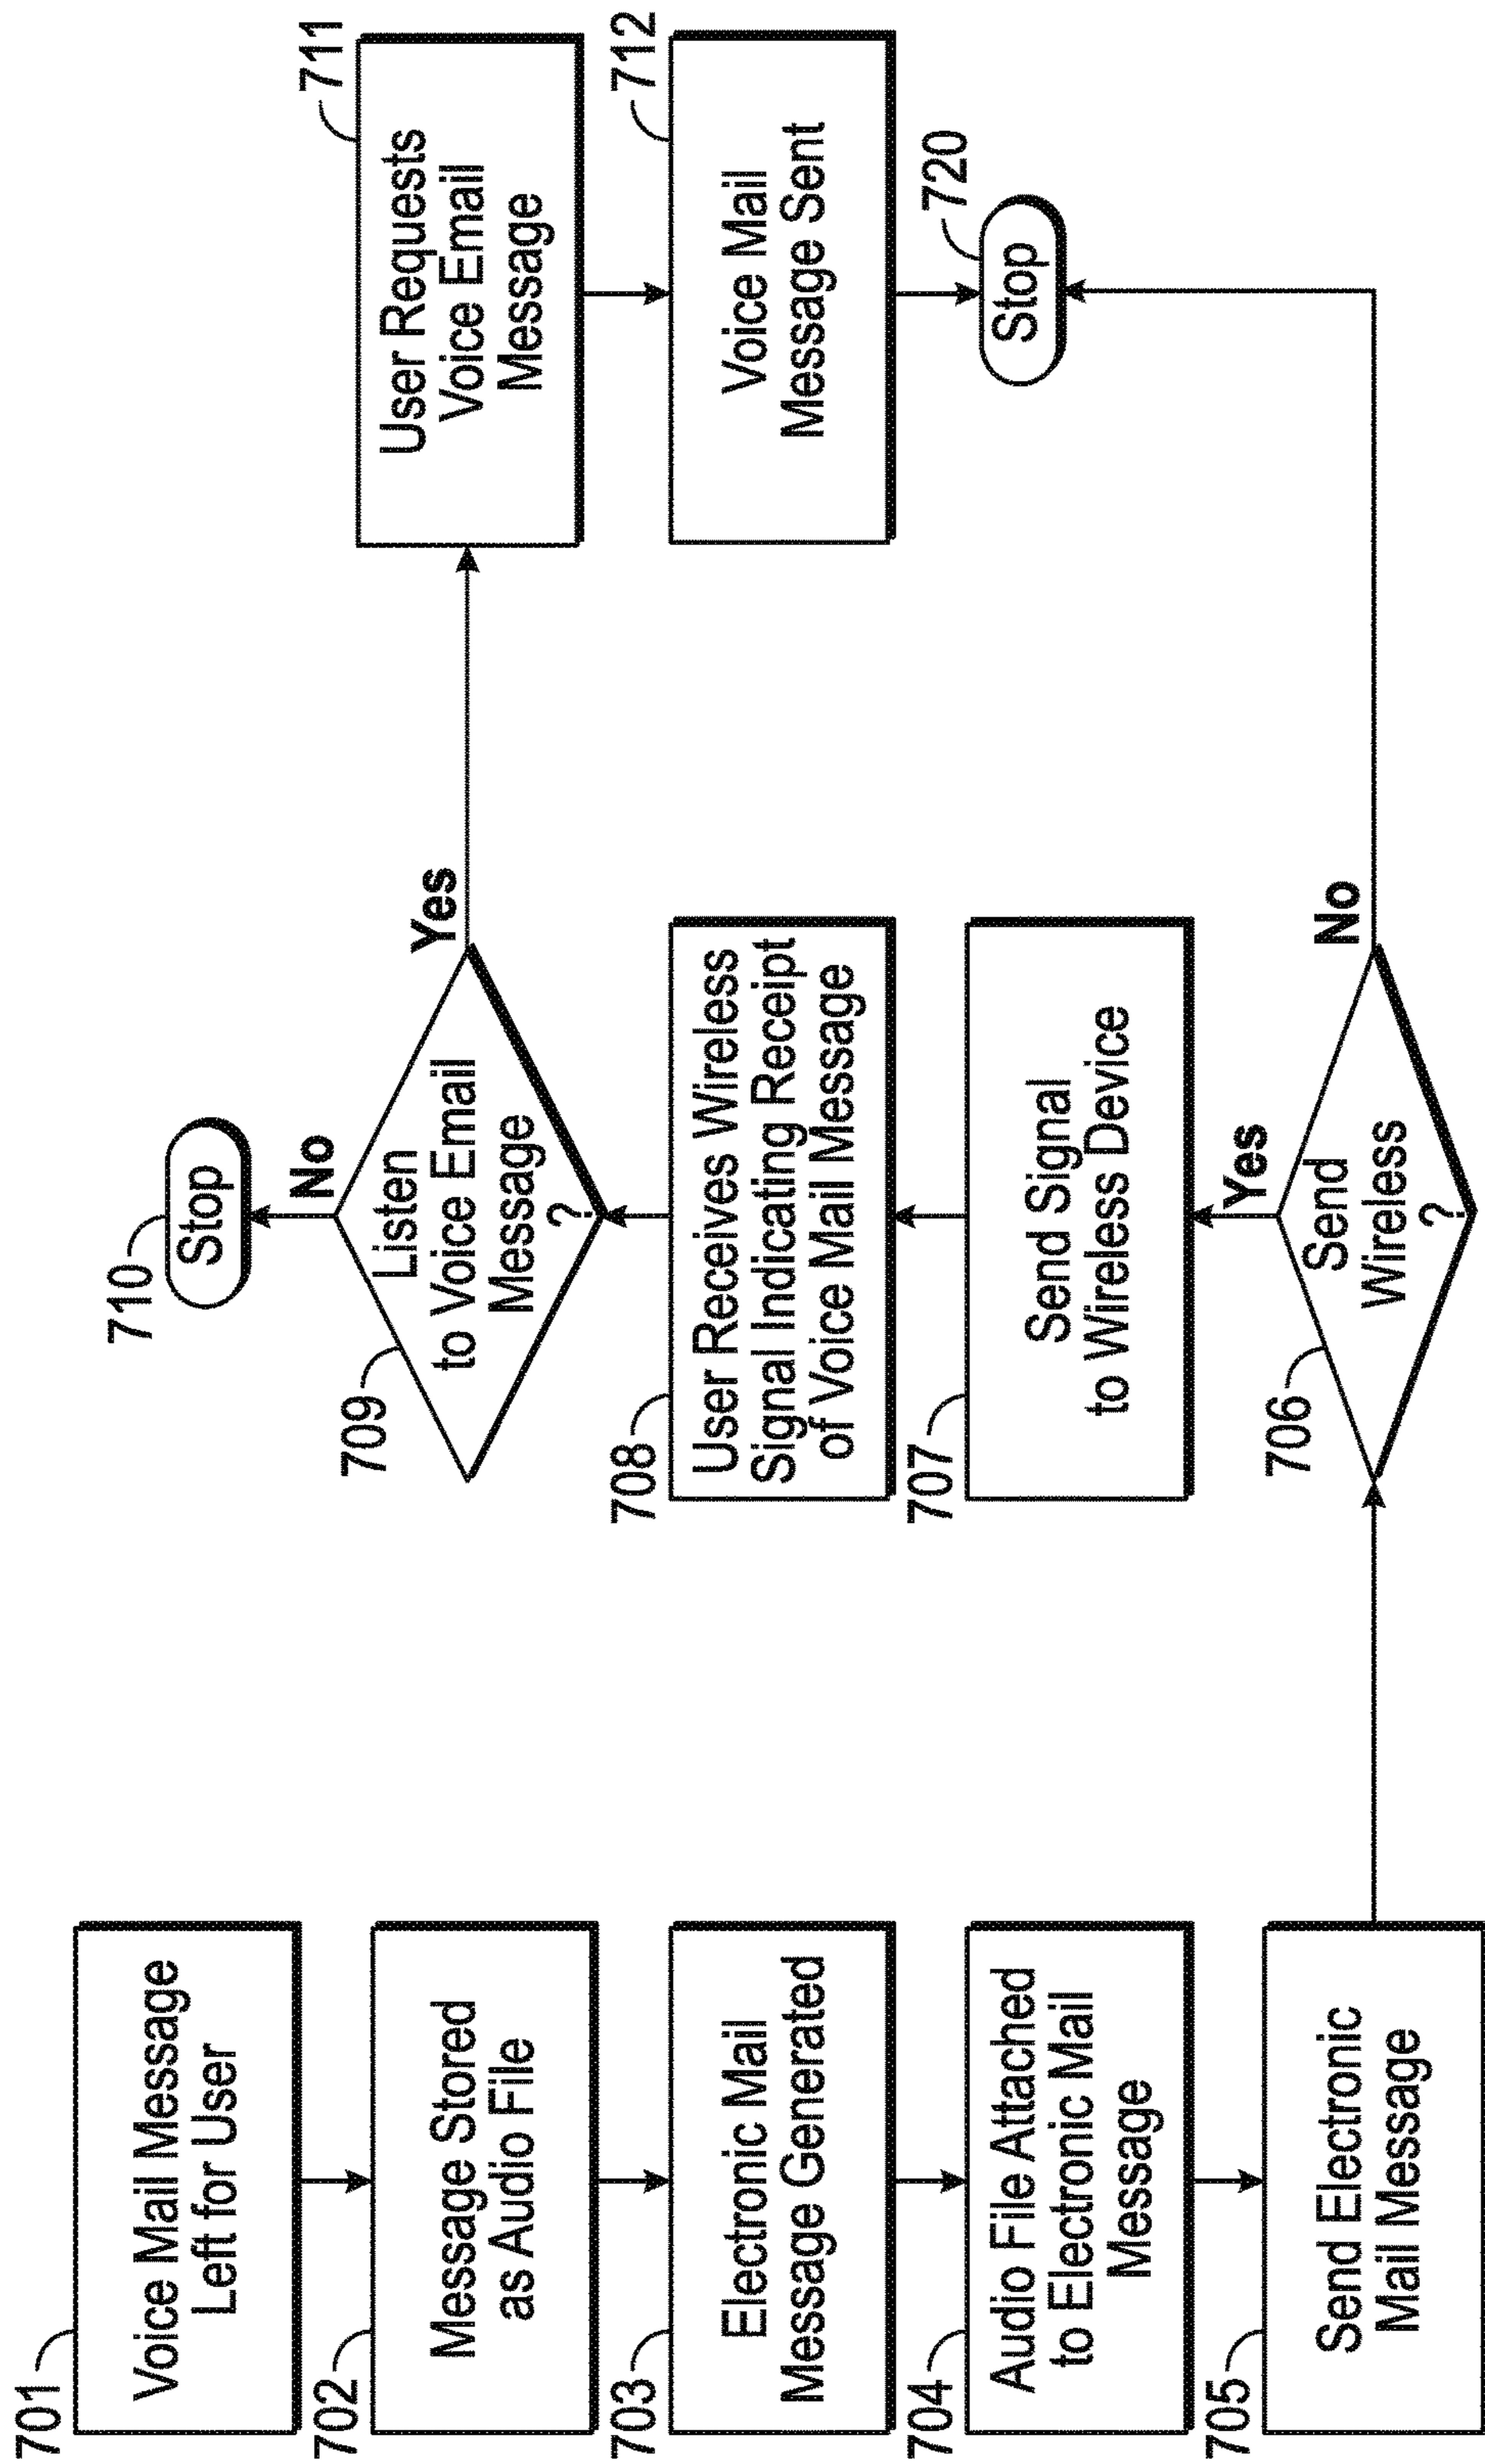 701
Voice Mail Message
Left for User
702
Message Stored
as Audio File
703
Electronic Mail
Message Generated
704
Audio File Attached
to Electronic Mail
Message
705
Send Electronic
Mail Message
706
Send
Wireless
?
Yes
No
707
Send Signal
to Wireless Device
708
User Receives Wireless
Signal Indicating Receipt
of Voice Mail Message
709
Listen
to Voice Email
Message
?
No
Yes
710
Stop
711
User Requests
Voice Email
Message
712
Voice Mail
Message Sent
720
Stop